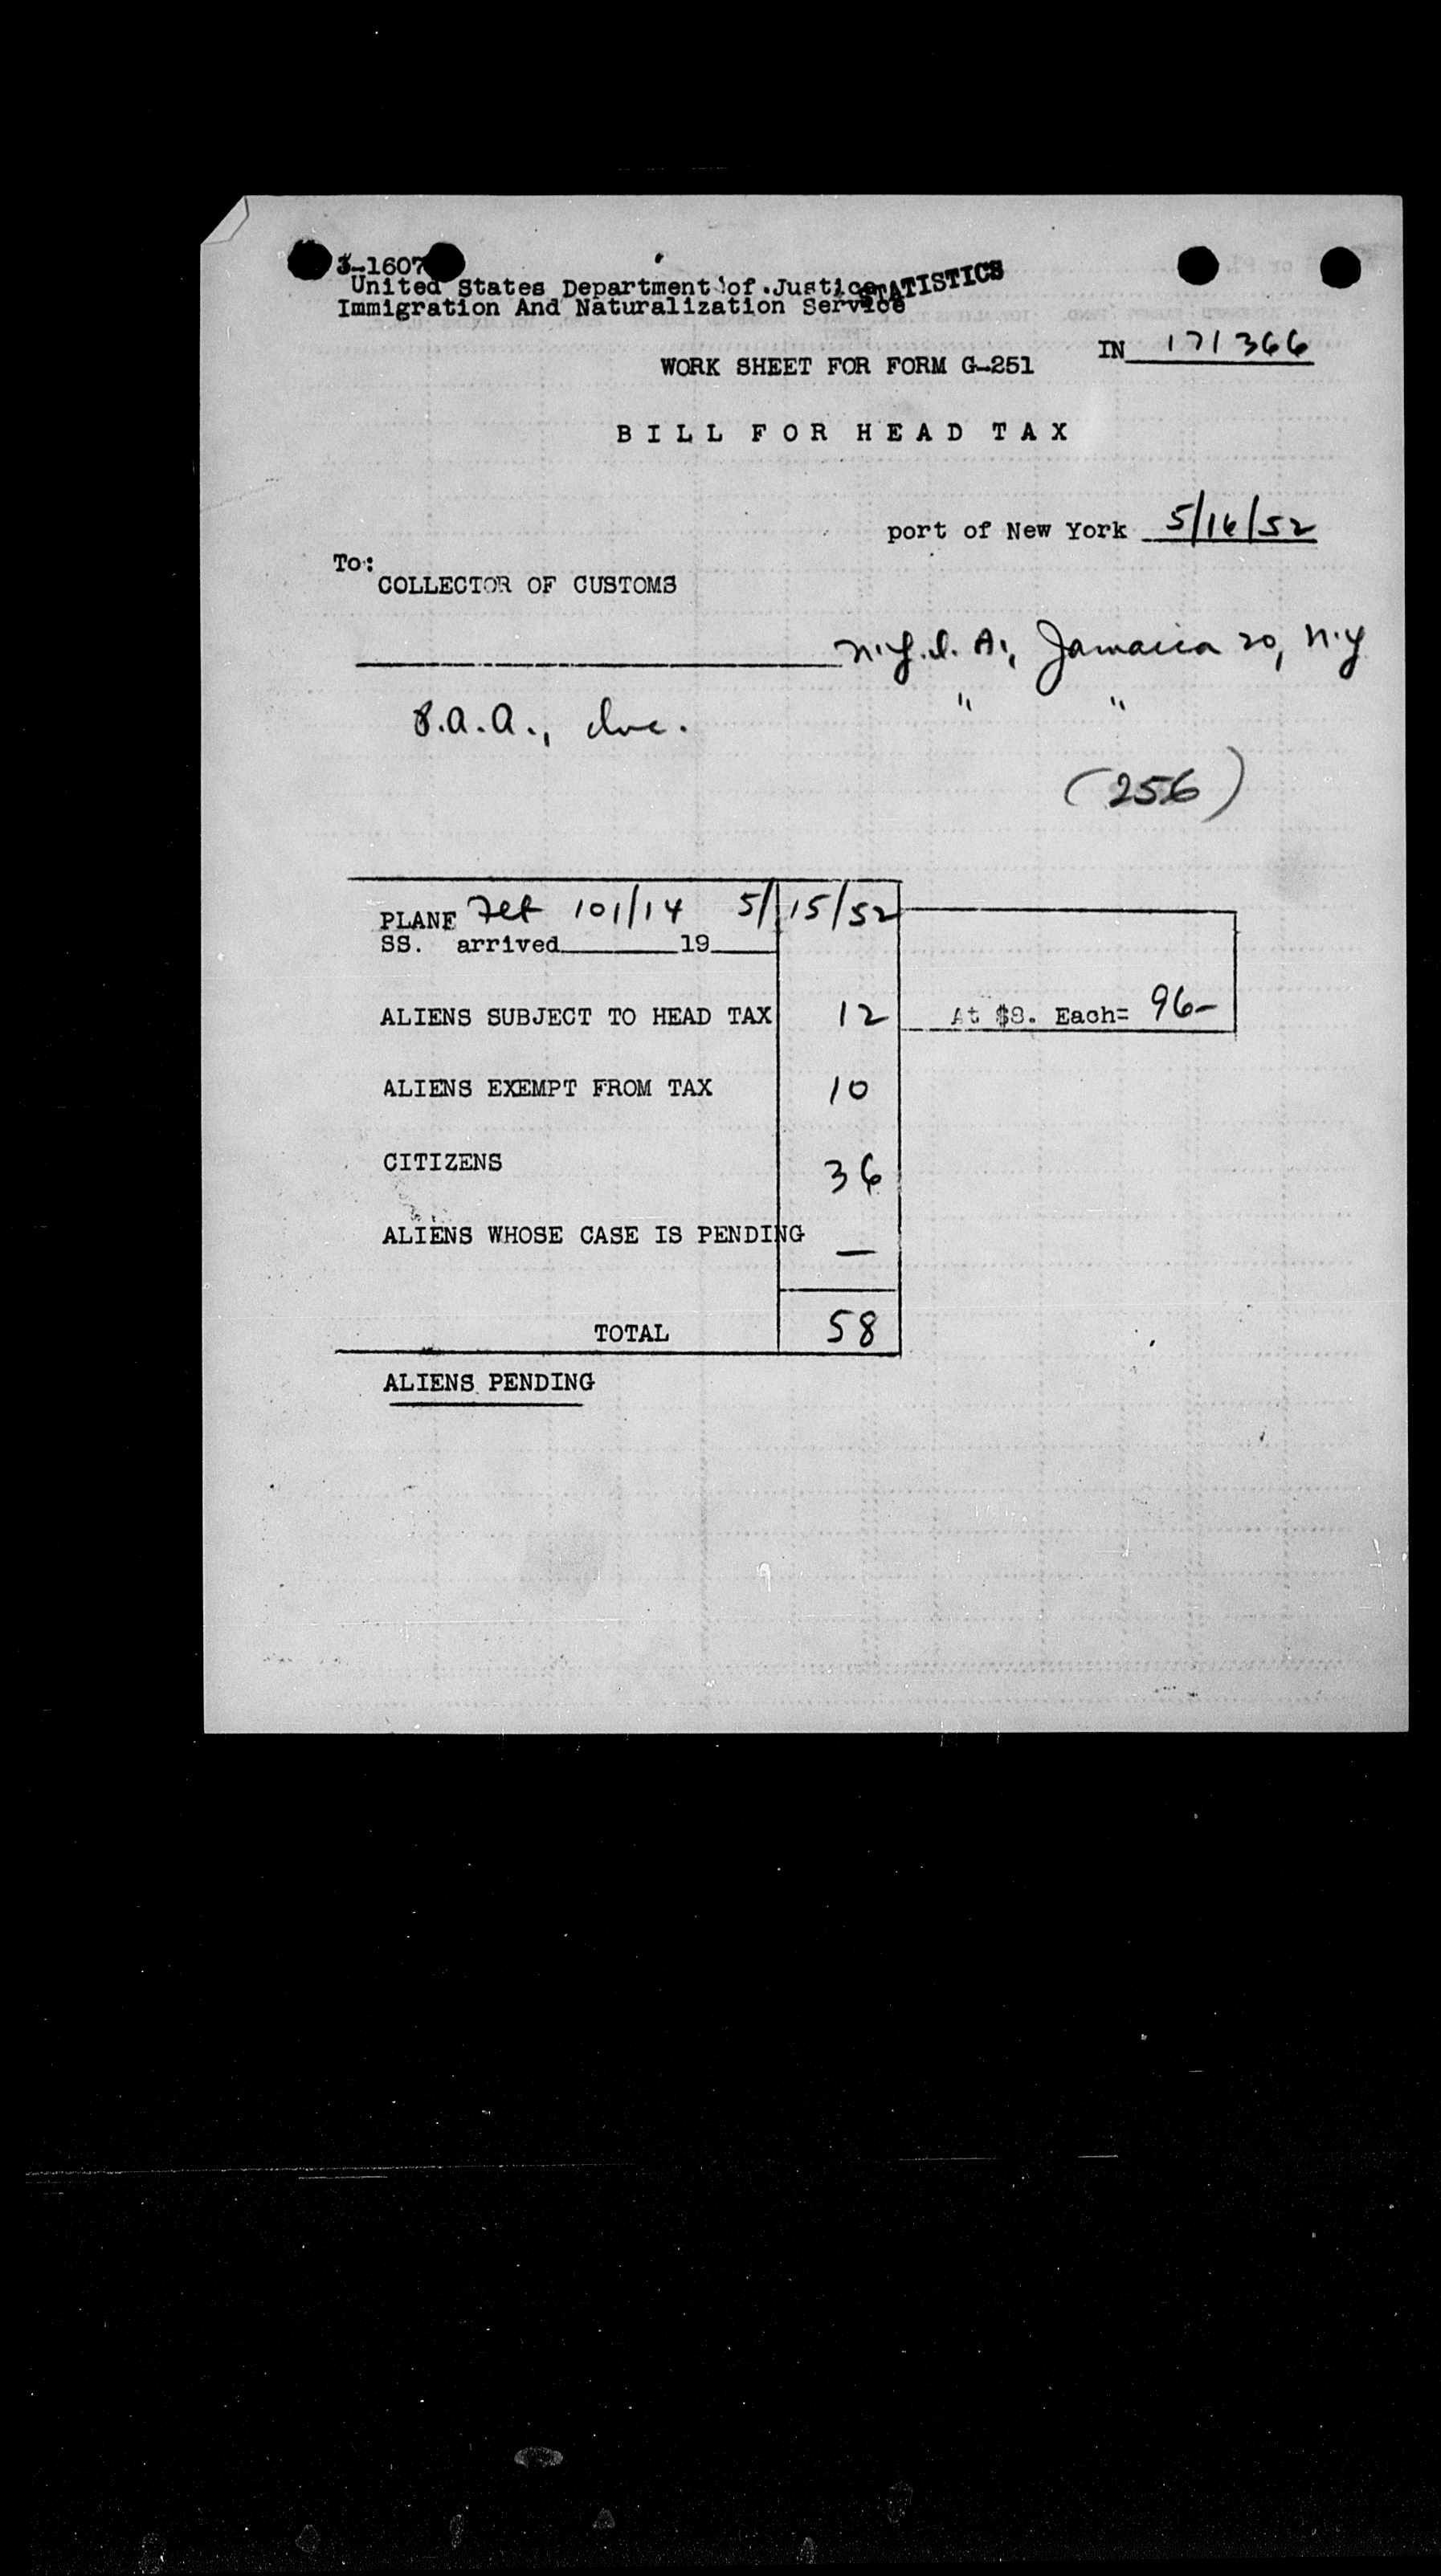 3-1607
United States Department of Justice
STATISTICS
Immigration And Naturalization Service
IN 171366
WORK SHEET FOR FORM G-251
BILL FOR HEAD TAX
port of New York 5/16/52
To:
COLLECTOR OF CUSTOMS
N.Y.I.A., Jamaica 20, N.Y
" "
P.A.A., Inc.
(256)
PLANE Flt 101/14 5/15/52
SS. arrived 19
ALIENS SUBJECT TO HEAD TAX 12 At $8. Each= 96-
ALIENS EXEMPT FROM TAX 10
CITIZENS 36
ALIENS WHOSE CASE IS PENDING —
TOTAL 58
ALIENS PENDING